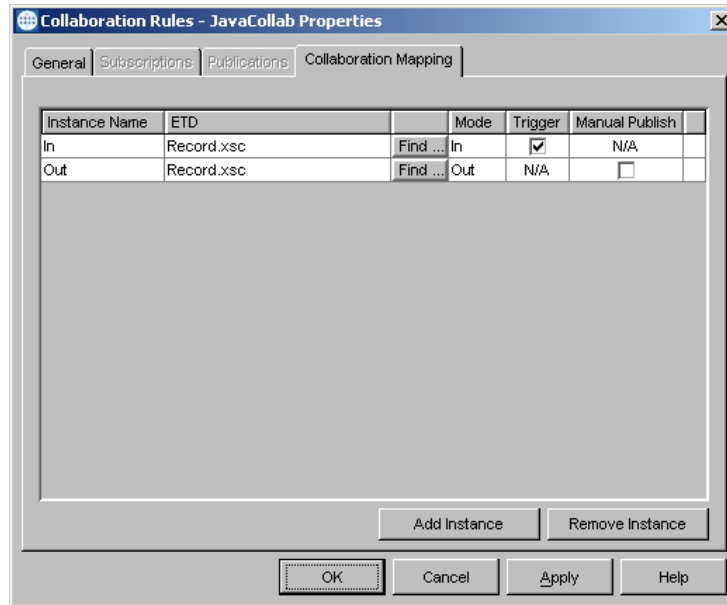 Collaboration Rules - JavaCollab Properties
General Subscriptions Publications Collaboration Mapping
Instance Name ETD Mode Trigger Manual Publish
In Record.xsc Find ... In N/A
Out Record.xsc Find ... Out N/A
Add Instance Remove Instance
OK Cancel Apply Help